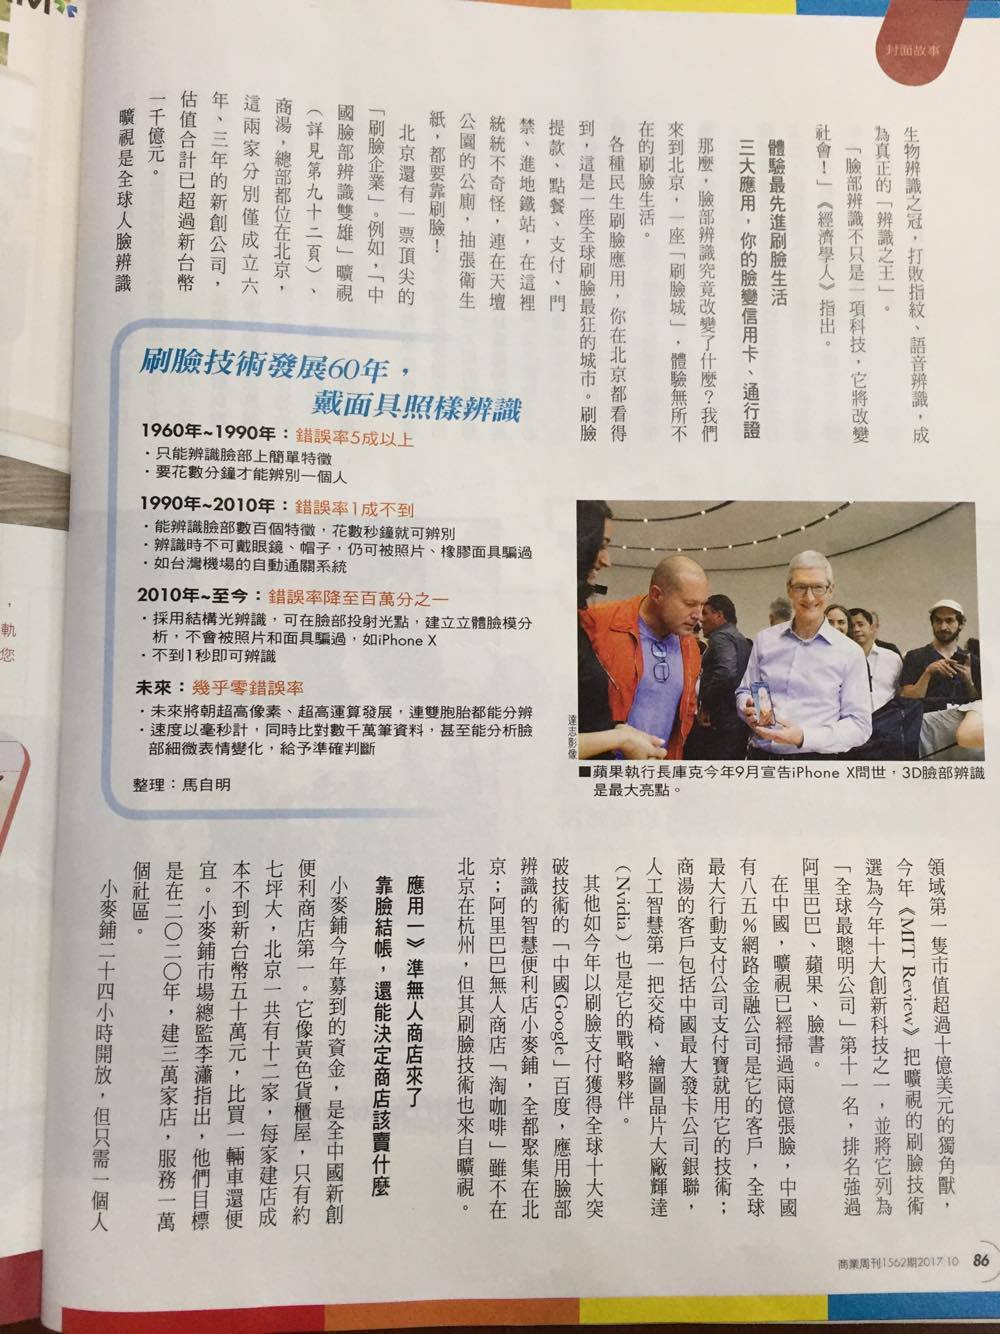 封面故事
生物辨識之冠，打敗指紋、語音辨識，成
為真正的「辨識之王」。
「臉部辨識不只是一項科技，它將改變
社會！」《經濟學人》指出。
體驗最先進刷臉生活
三大應用，你的臉變信用卡、通行證
那麼，臉部辨識究竟改變了什麼？我們
來到北京，一座「刷臉城」，體驗無所不
在的刷臉生活。
各種民生刷臉應用，你在北京都看得
到，這是一座全球刷臉最狂的城市。刷臉
提款、點餐、支付、門
禁、進地鐵站，在這裡
統統不奇怪，連在天壇
公園的公廁，抽張衛生
紙，都要靠刷臉！
北京還有一票頂尖的
「刷臉企業」。例如，「中
國臉部辨識雙雄」曠視
（詳見第九十二頁）、
商湯，總部都位在北京，
這兩家分別僅成立六
年、三年的新創公司，
估值合計已超過新台幣
一千億元。
曠視是全球人臉辨識
刷臉技術發展60年，
戴面具照樣辨識
1960年~1990年：錯誤率5成以上
・只能辨識臉部上簡單特徵
・要花數分鐘才能辨別一個人
1990年~2010年：錯誤率1成不到
・能辨識臉部數百個特徵，花數秒鐘就可辨別
・辨識時不可戴眼鏡、帽子，仍可被照片、橡膠面具騙過
・如台灣機場的自動通關系統
2010年~至今：錯誤率降至百萬分之一
・採用結構光辨識，可在臉部投射光點，建立立體臉模分
析，不會被照片和面具騙過，如iPhone X
・不到1秒即可辨識
未來：幾乎零錯誤率
・未來將朝超高像素、超高運算發展，連雙胞胎都能分辨
・速度以毫秒計，同時比對數千萬筆資料，甚至能分析臉
部細微表情變化，給予準確判斷
整理：馬自明
達志影像
■蘋果執行長庫克今年9月宣告iPhone X問世，3D臉部辨識
是最大亮點。
領域第一隻市值超過十億美元的獨角獸，
今年《MIT Review》把曠視的刷臉技術
選為今年十大創新科技之一，並將它列為
「全球最聰明公司」第十一名，排名強過
阿里巴巴、蘋果、臉書。
在中國，曠視已經掃過兩億張臉，中國
有八五％網路金融公司是它的客戶，全球
最大行動支付公司支付寶就用它的技術；
商湯的客戶包括中國最大發卡公司銀聯，
人工智慧第一把交椅、繪圖晶片大廠輝達
（Nvidia）也是它的戰略夥伴。
其他如今年以刷臉支付獲得全球十大突
破技術的「中國Google」百度，應用臉部
辨識的智慧便利店小麥鋪，全都聚集在北
京；阿里巴巴無人商店「淘咖啡」雖不在
北京在杭州，但其刷臉技術也來自曠視。
應用一》準無人商店來了
靠臉結帳，還能決定商店該賣什麼
小麥鋪今年募到的資金，是全中國新創
便利商店第一。它像黃色貨櫃屋，只有約
七坪大，北京一共有十二家，每家建店成
本不到新台幣五十萬元，比買一輛車還便
宜。小麥鋪市場總監李瀟指出，他們目標
是在二〇二〇年，建三萬家店，服務一萬
個社區。
小麥鋪二十四小時開放，但只需一個人
商業周刊1562期2017.10 86
軌
您